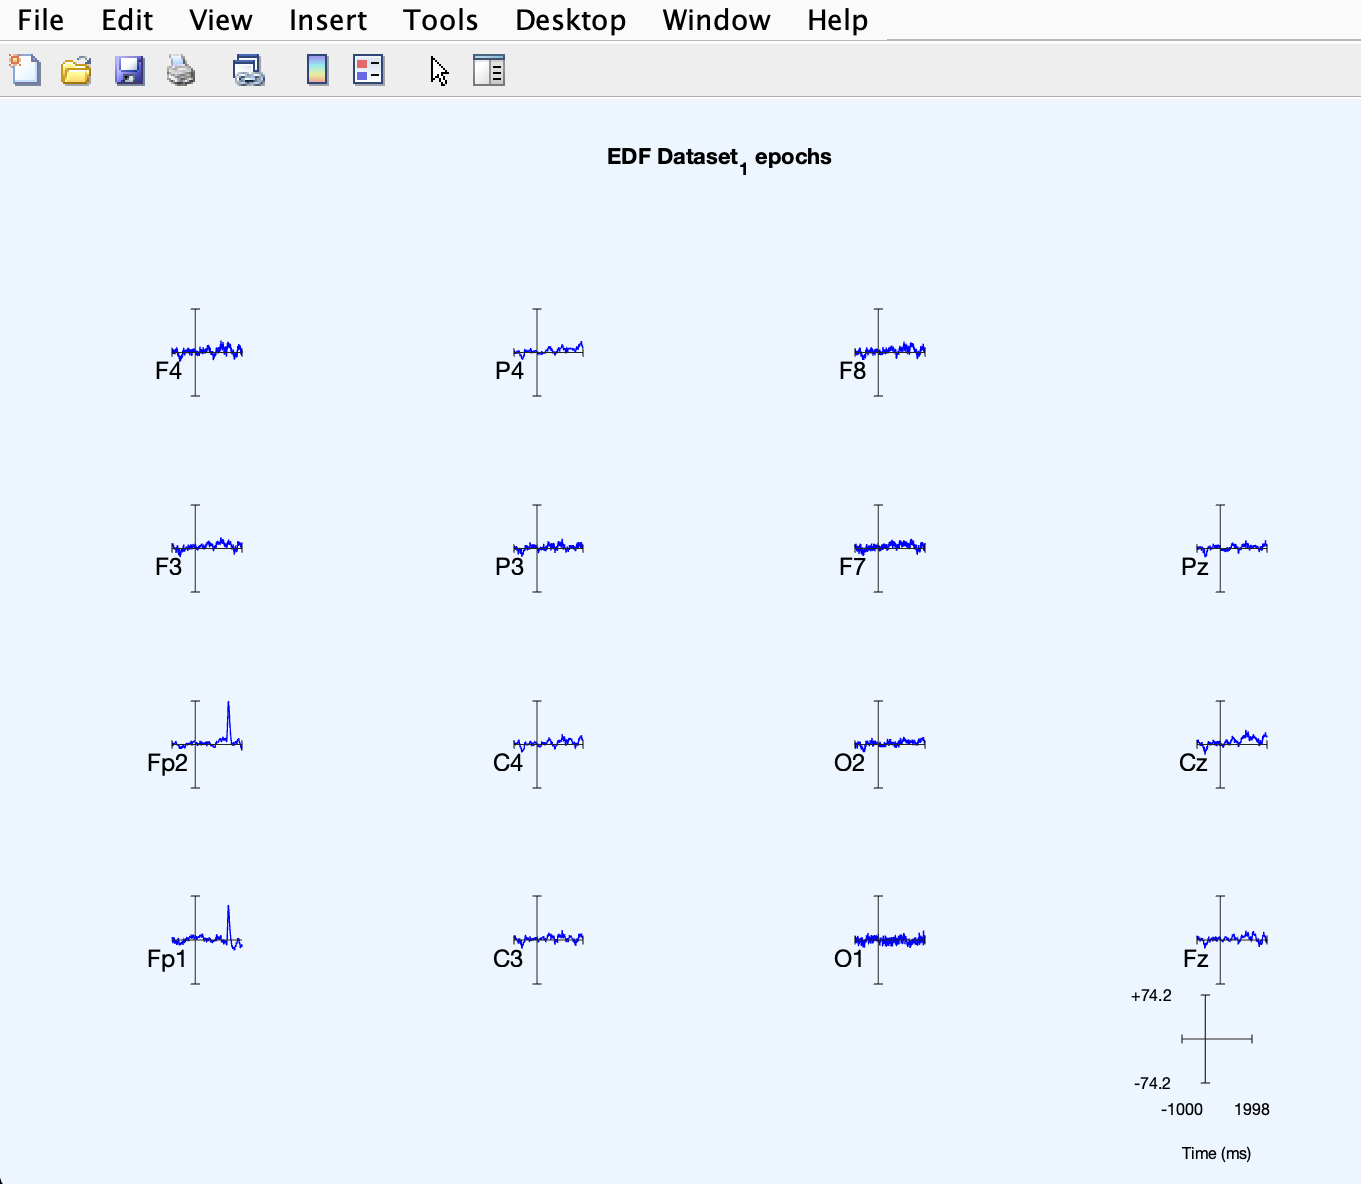 File Edit View Insert Tools Desktop Window Help
EDF Dataset1 epochs
F4 P4 F8
F3 P3 F7 Pz
Fp2 C4 O2 Cz
Fp1 C3 O1 Fz
+74.2
-74.2
-1000 1998
Time (ms)